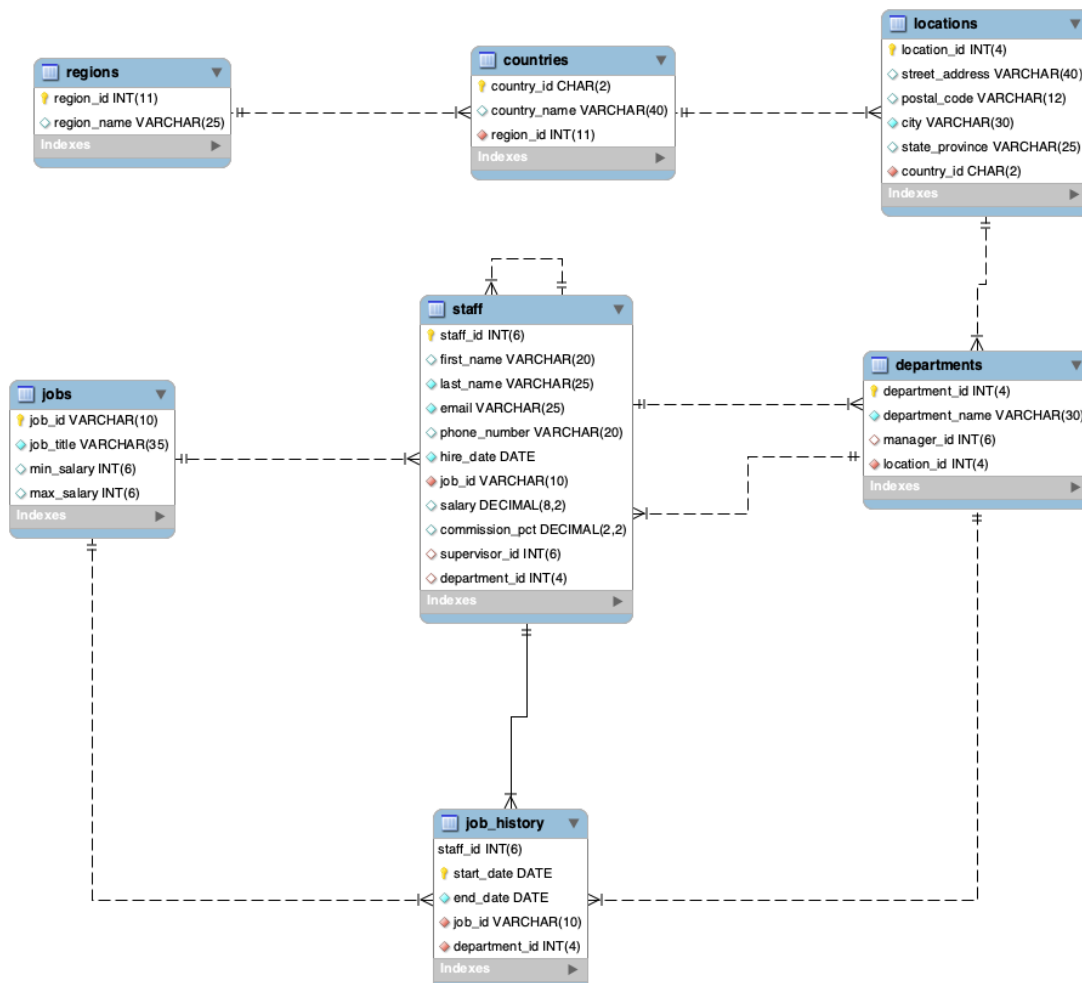 regions
region_id INT(11)
region_name VARCHAR(25)
Indexes
countries
country_id CHAR(2)
country_name VARCHAR(40)
region_id INT(11)
Indexes
locations
location_id INT(4)
street_address VARCHAR(40)
postal_code VARCHAR(12)
city VARCHAR(30)
state_province VARCHAR(25)
country_id CHAR(2)
Indexes
staff
staff_id INT(6)
first_name VARCHAR(20)
last_name VARCHAR(25)
email VARCHAR(25)
phone_number VARCHAR(20)
hire_date DATE
job_id VARCHAR(10)
salary DECIMAL(8,2)
commission_pct DECIMAL(2,2)
supervisor_id INT(6)
department_id INT(4)
Indexes
departments
department_id INT(4)
department_name VARCHAR(30)
manager_id INT(6)
location_id INT(4)
Indexes
jobs
job_id VARCHAR(10)
job_title VARCHAR(35)
min_salary INT(6)
max_salary INT(6)
Indexes
job_history
staff_id INT(6)
start_date DATE
end_date DATE
job_id VARCHAR(10)
department_id INT(4)
Indexes